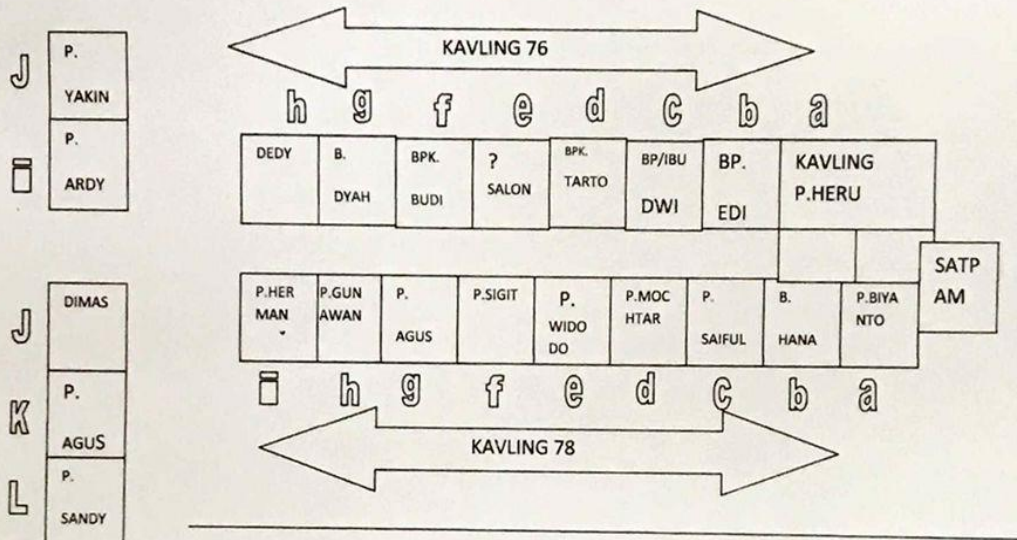 KAVLING 76
h g f e d c b a
J
P.
YAKIN
i
P.
ARDY
DEDY
B.
DYAH
BPK.
BUDI
?
SALON
BPK.
TARTO
BP/IBU
DWI
BP.
EDI
KAVLING
P.HERU
SATP
AM
J
DIMAS
K
P.
AGUS
L
P.
SANDY
P.HER
MAN
P.GUN
AWAN
P.
AGUS
P.SIGIT
P.
WIDO
DO
P.MOC
HTAR
P.
SAIFUL
B.
HANA
P.BIYA
NTO
i h g f e d c b a
KAVLING 78